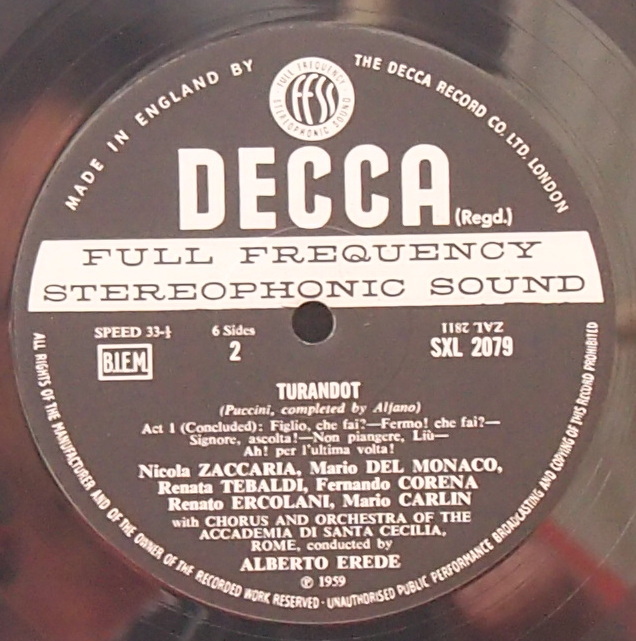 MADE IN ENGLAND BY
THE DECCA RECORD CO. LTD. LONDON
FULL FREQUENCY
FFSS
STEREOPHONIC SOUND
DECCA (Regd.)
FULL FREQUENCY
STEREOPHONIC SOUND
SPEED 33-⅓
6 Sides
ZAL 2811
B.I.E.M
2
SXL 2079
TURANDOT
(Puccini, completed by Alfano)
Act 1 (Concluded): Figlio, che fai?—Fermo! che fai?—
Signore, ascolta!—Non piangere, Liù—
Ah! per l'ultima volta!
Nicola ZACCARIA, Mario DEL MONACO,
Renata TEBALDI, Fernando CORENA
Renato ERCOLANI, Mario CARLIN
with CHORUS AND ORCHESTRA OF THE
ACCADEMIA DI SANTA CECILIA,
ROME, conducted by
ALBERTO EREDE
℗ 1959
ALL RIGHTS OF THE MANUFACTURER AND OF THE OWNER OF THE RECORDED WORK RESERVED · UNAUTHORISED PUBLIC PERFORMANCE BROADCASTING AND COPYING OF THIS RECORD PROHIBITED